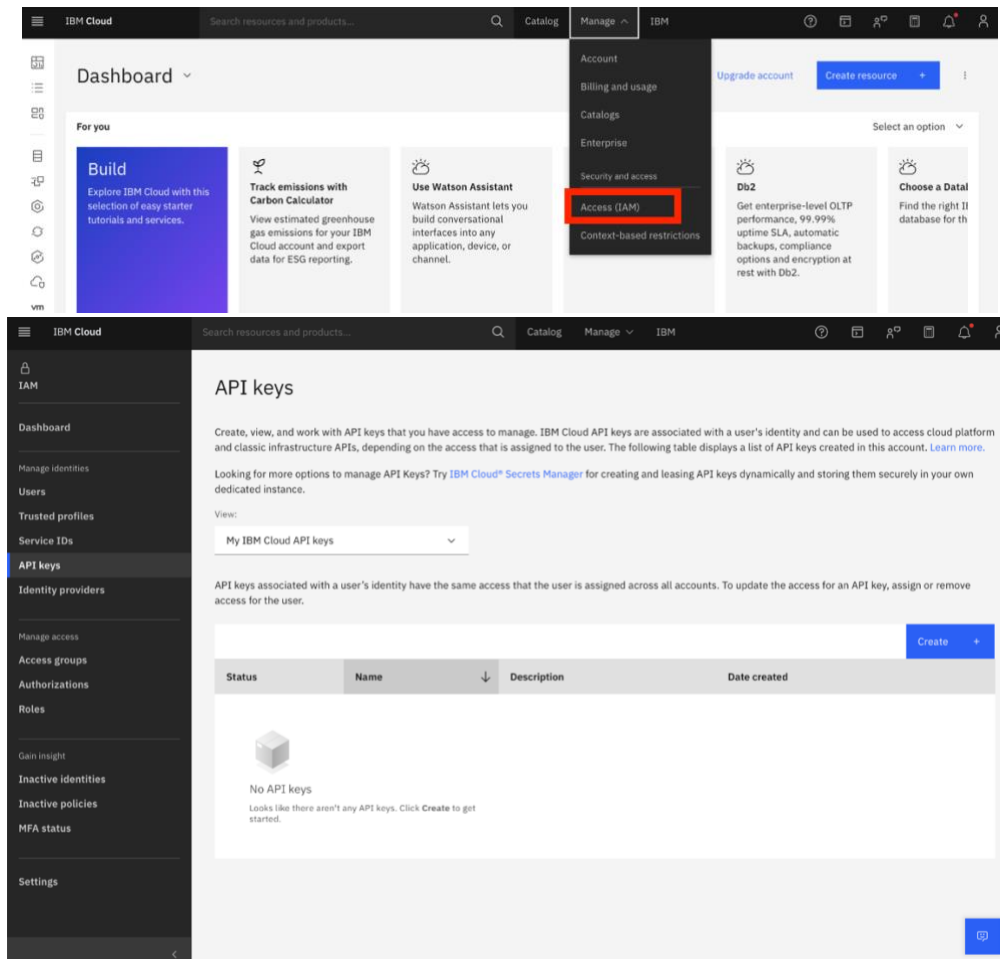 IBM Cloud
Search resources and products...
Catalog
Manage
IBM
Dashboard
Account
Billing and usage
Catalogs
Enterprise
Security and access
Access (IAM)
Context-based restrictions
Upgrade account
Create resource +
For you
Select an option
Build
Explore IBM Cloud with this
selection of easy starter
tutorials and services.
Track emissions with
Carbon Calculator
View estimated greenhouse
gas emissions for your IBM
Cloud account and export
data for ESG reporting.
Use Watson Assistant
Watson Assistant lets you
build conversational
interfaces into any
application, device, or
channel.
Db2
Get enterprise-level OLTP
performance, 99.99%
uptime SLA, automatic
backups, compliance
options and encryption at
rest with Db2.
Choose a Datal
Find the right II
database for th
vm
IBM Cloud
Search resources and products...
Catalog
Manage
IBM
IAM
Dashboard
Manage identities
Users
Trusted profiles
Service IDs
API keys
Identity providers
Manage access
Access groups
Authorizations
Roles
Gain insight
Inactive identities
Inactive policies
MFA status
Settings
API keys
Create, view, and work with API keys that you have access to manage. IBM Cloud API keys are associated with a user's identity and can be used to access cloud platform
and classic infrastructure APIs, depending on the access that is assigned to the user. The following table displays a list of API keys created in this account. Learn more.
Looking for more options to manage API Keys? Try IBM Cloud® Secrets Manager for creating and leasing API keys dynamically and storing them securely in your own
dedicated instance.
View:
My IBM Cloud API keys
API keys associated with a user's identity have the same access that the user is assigned across all accounts. To update the access for an API key, assign or remove
access for the user.
Create +
Status
Name
Description
Date created
No API keys
Looks like there aren't any API keys. Click Create to get
started.